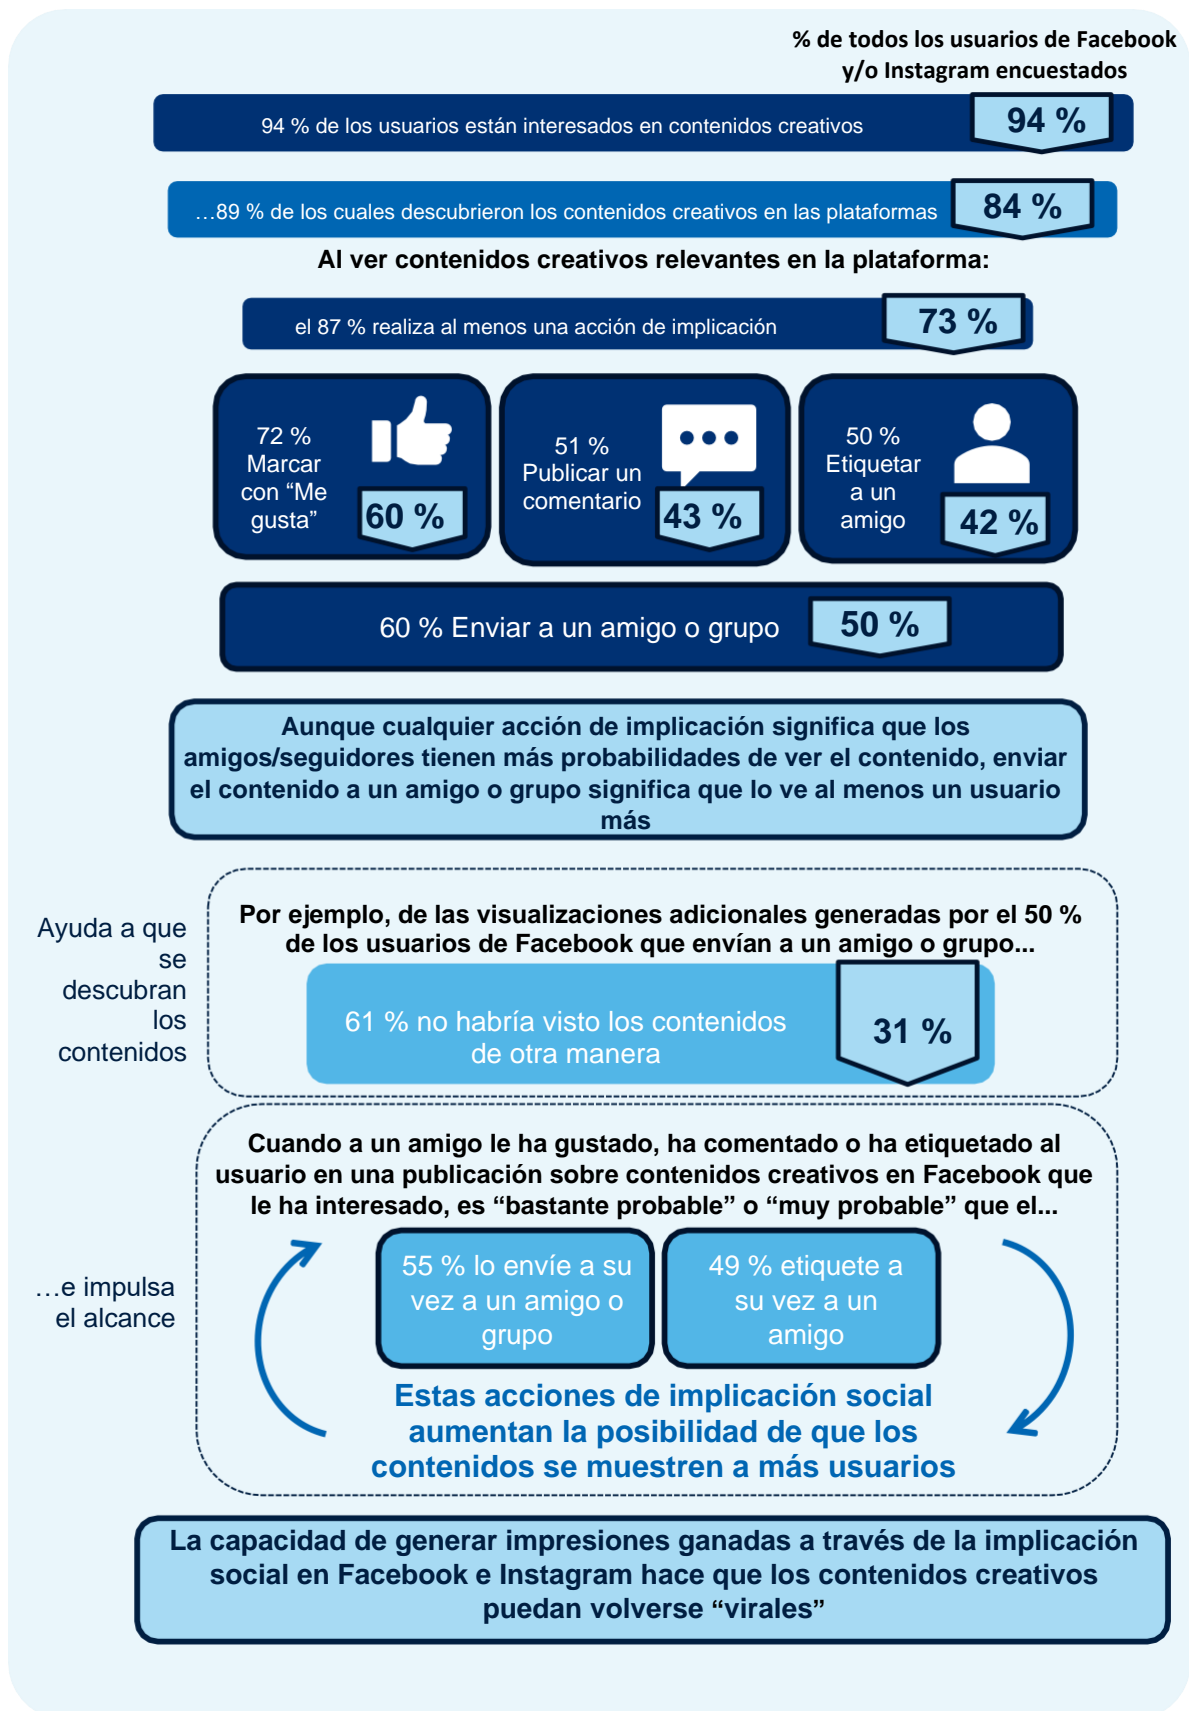 % de todos los usuarios de Facebook
y/o Instagram encuestados
94 % de los usuarios están interesados en contenidos creativos
94 %
…89 % de los cuales descubrieron los contenidos creativos en las plataformas
84 %
Al ver contenidos creativos relevantes en la plataforma:
el 87 % realiza al menos una acción de implicación
73 %
72 %
Marcar
con “Me
gusta”
60 %
51 %
Publicar un
comentario
43 %
50 %
Etiquetar
a un
amigo
42 %
60 % Enviar a un amigo o grupo
50 %
Aunque cualquier acción de implicación significa que los
amigos/seguidores tienen más probabilidades de ver el contenido, enviar
el contenido a un amigo o grupo significa que lo ve al menos un usuario
más
Ayuda a que
se
descubran
los
contenidos
Por ejemplo, de las visualizaciones adicionales generadas por el 50 %
de los usuarios de Facebook que envían a un amigo o grupo...
61 % no habría visto los contenidos
de otra manera
31 %
…e impulsa
el alcance
Cuando a un amigo le ha gustado, ha comentado o ha etiquetado al
usuario en una publicación sobre contenidos creativos en Facebook que
le ha interesado, es “bastante probable” o “muy probable” que el...
55 % lo envíe a su
vez a un amigo o
grupo
49 % etiquete a
su vez a un
amigo
Estas acciones de implicación social
aumentan la posibilidad de que los
contenidos se muestren a más usuarios
La capacidad de generar impresiones ganadas a través de la implicación
social en Facebook e Instagram hace que los contenidos creativos
puedan volverse “virales”